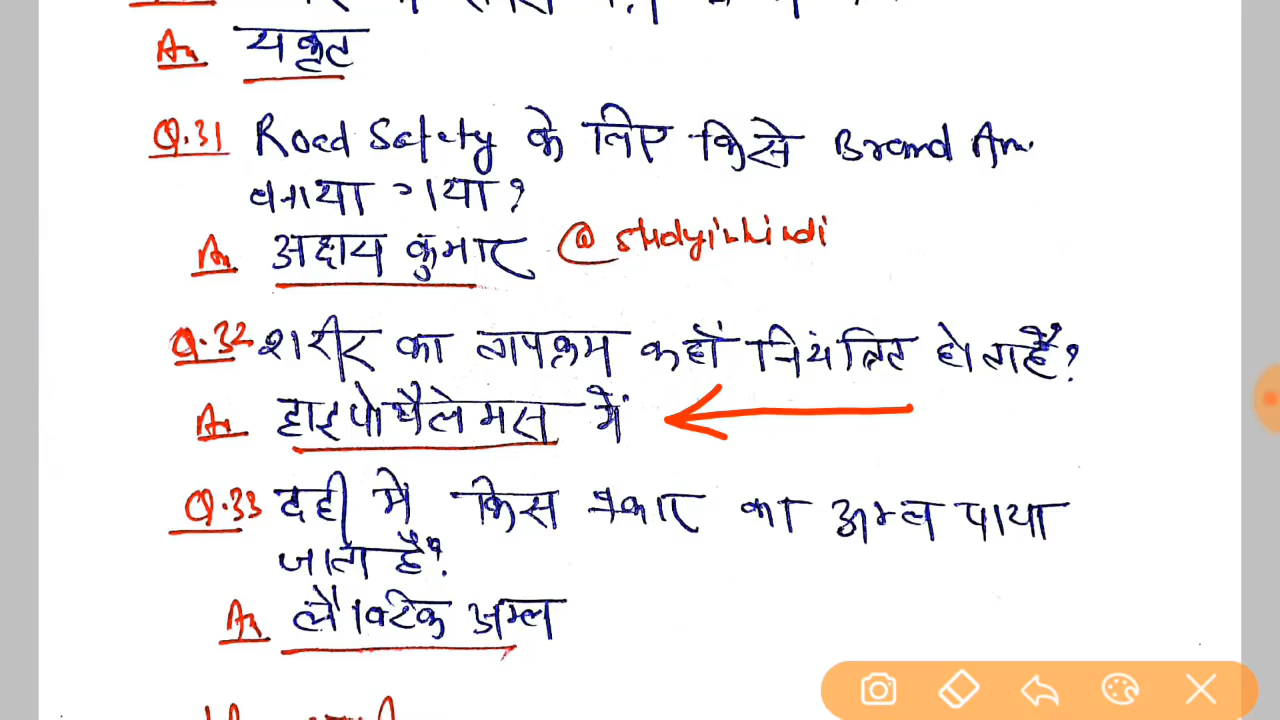 An यकृत
Q.31 Road Safety के लिए किसे Brand Am.
बनाया गया?
An अक्षय कुमार @studyinhindi
Q.32 शरीर का तापक्रम कहाँ नियंत्रित होता है?
An हाइपोथैलेमस में
Q.33 दही में किस प्रकार का अम्ल पाया
जाता है?
An लैक्टिक अम्ल